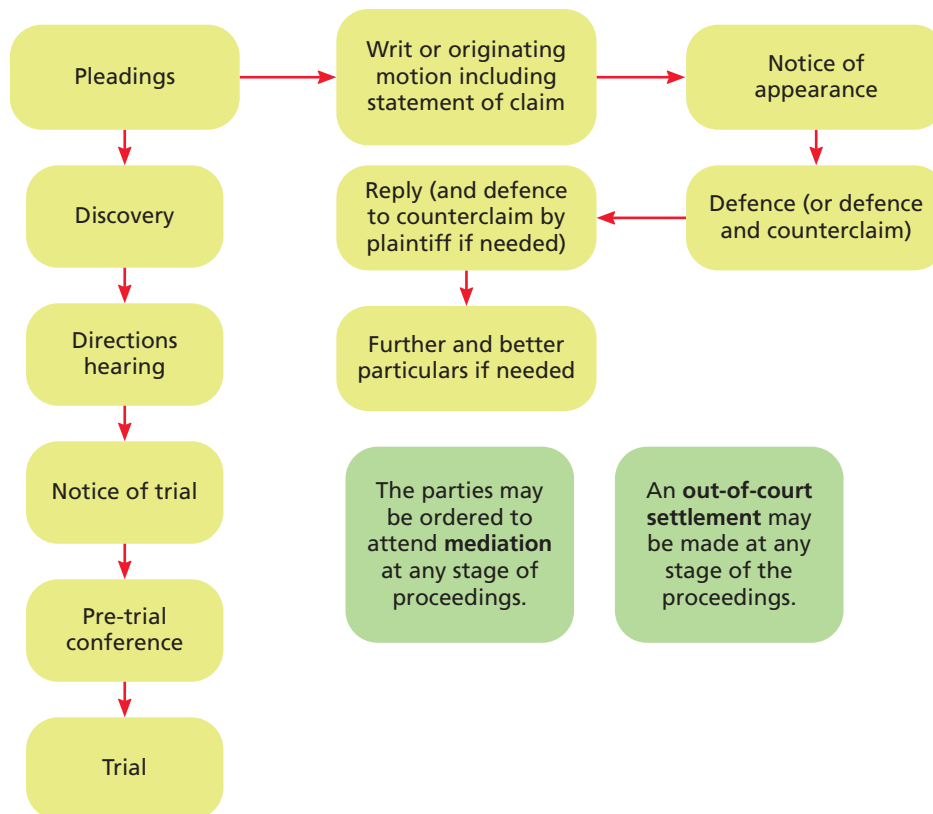 Pleadings
Writ or originating
motion including
statement of claim
Notice of
appearance
Discovery
Reply (and defence
to counterclaim by
plaintiff if needed)
Defence (or defence
and counterclaim)
Directions
hearing
Further and better
particulars if needed
Notice of trial
The parties may
be ordered to
attend mediation
at any stage of
proceedings.
An out-of-court
settlement may
be made at any
stage of the
proceedings.
Pre-trial
conference
Trial